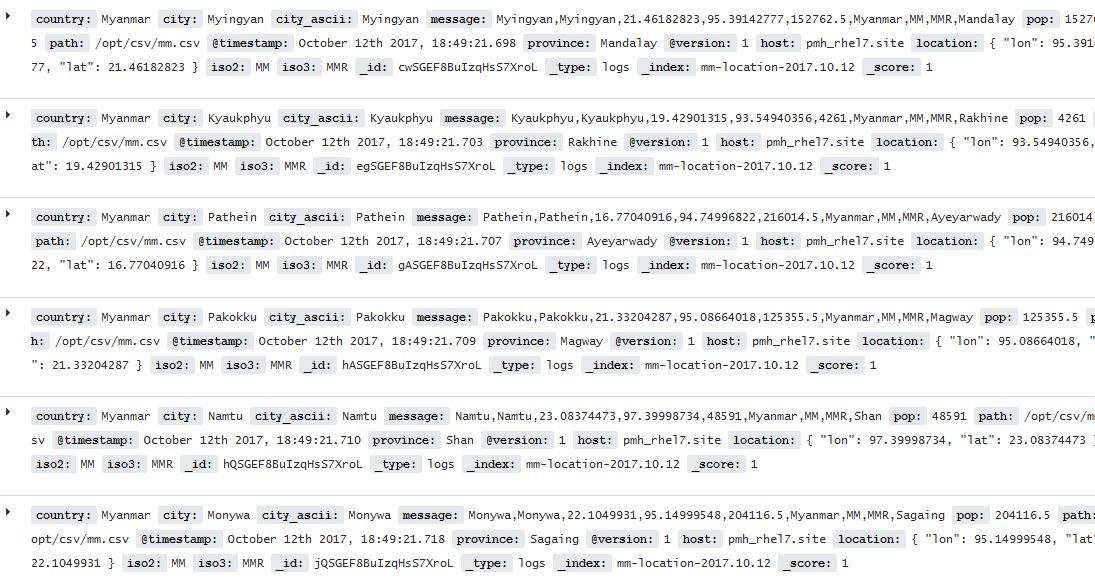 country: Myanmar city: Myingyan city_ascii: Myingyan message: Myingyan,Myingyan,21.46182823,95.39142777,152762.5,Myanmar,MM,MMR,Mandalay pop: 15276
5 path: /opt/csv/mm.csv @timestamp: October 12th 2017, 18:49:21.698 province: Mandalay @version: 1 host: pmh_rhel7.site location: { "lon": 95.3914
77, "lat": 21.46182823 } iso2: MM iso3: MMR _id: cwSGEF8BuIzqHsS7XroL _type: logs _index: mm-location-2017.10.12 _score: 1
country: Myanmar city: Kyaukphyu city_ascii: Kyaukphyu message: Kyaukphyu,Kyaukphyu,19.42901315,93.54940356,4261,Myanmar,MM,MMR,Rakhine pop: 4261
th: /opt/csv/mm.csv @timestamp: October 12th 2017, 18:49:21.703 province: Rakhine @version: 1 host: pmh_rhel7.site location: { "lon": 93.54940356,
at": 19.42901315 } iso2: MM iso3: MMR _id: egSGEF8BuIzqHsS7XroL _type: logs _index: mm-location-2017.10.12 _score: 1
country: Myanmar city: Pathein city_ascii: Pathein message: Pathein,Pathein,16.77040916,94.74996822,216014.5,Myanmar,MM,MMR,Ayeyarwady pop: 216014.
path: /opt/csv/mm.csv @timestamp: October 12th 2017, 18:49:21.707 province: Ayeyarwady @version: 1 host: pmh_rhel7.site location: { "lon": 94.749
22, "lat": 16.77040916 } iso2: MM iso3: MMR _id: gASGEF8BuIzqHsS7XroL _type: logs _index: mm-location-2017.10.12 _score: 1
country: Myanmar city: Pakokku city_ascii: Pakokku message: Pakokku,Pakokku,21.33204287,95.08664018,125355.5,Myanmar,MM,MMR,Magway pop: 125355.5 p
h: /opt/csv/mm.csv @timestamp: October 12th 2017, 18:49:21.709 province: Magway @version: 1 host: pmh_rhel7.site location: { "lon": 95.08664018, "
": 21.33204287 } iso2: MM iso3: MMR _id: hASGEF8BuIzqHsS7XroL _type: logs _index: mm-location-2017.10.12 _score: 1
country: Myanmar city: Namtu city_ascii: Namtu message: Namtu,Namtu,23.08374473,97.39998734,48591,Myanmar,MM,MMR,Shan pop: 48591 path: /opt/csv/mm
sv @timestamp: October 12th 2017, 18:49:21.710 province: Shan @version: 1 host: pmh_rhel7.site location: { "lon": 97.39998734, "lat": 23.08374473 }
iso2: MM iso3: MMR _id: hQSGEF8BuIzqHsS7XroL _type: logs _index: mm-location-2017.10.12 _score: 1
country: Myanmar city: Monywa city_ascii: Monywa message: Monywa,Monywa,22.1049931,95.14999548,204116.5,Myanmar,MM,MMR,Sagaing pop: 204116.5 path:
opt/csv/mm.csv @timestamp: October 12th 2017, 18:49:21.718 province: Sagaing @version: 1 host: pmh_rhel7.site location: { "lon": 95.14999548, "lat"
22.1049931 } iso2: MM iso3: MMR _id: jQSGEF8BuIzqHsS7XroL _type: logs _index: mm-location-2017.10.12 _score: 1